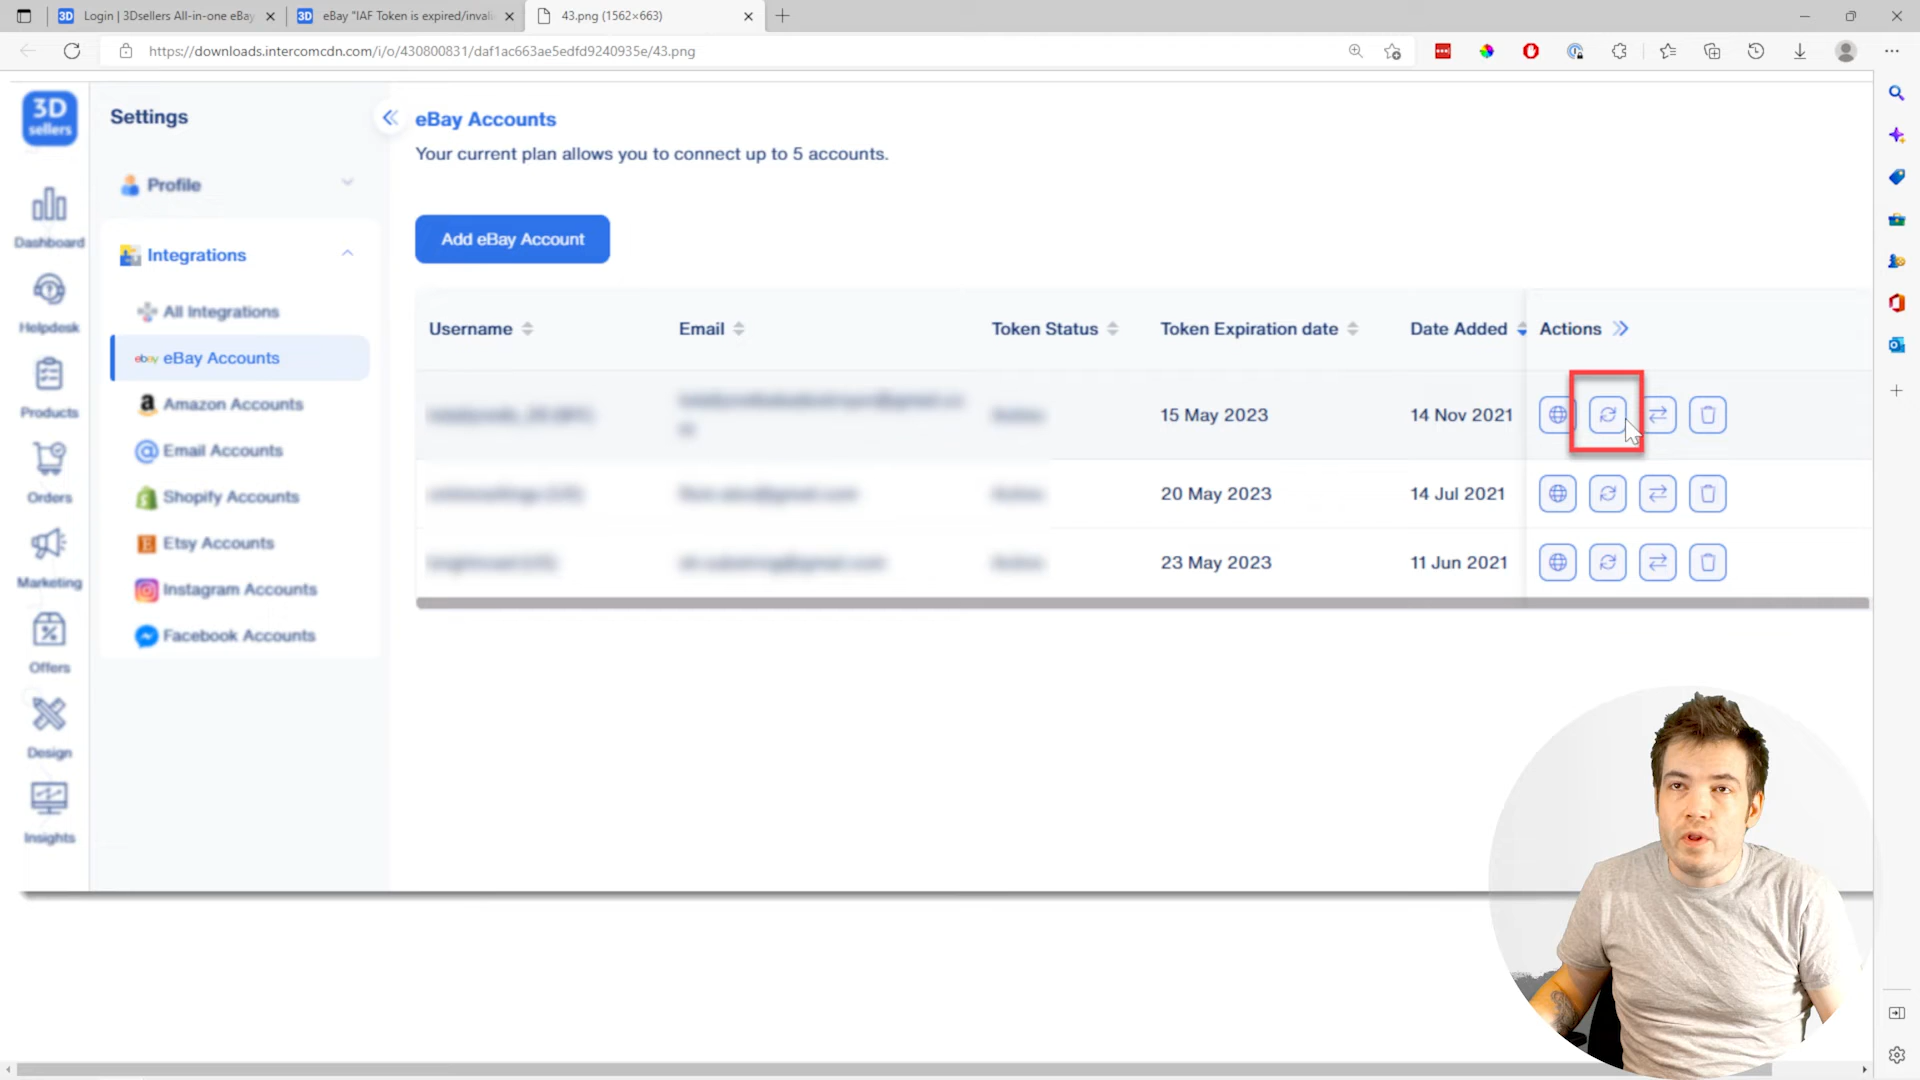 Login | 3Dsellers All-in-one eBay
eBay "IAF Token is expired/inval
43.png (1562×663)
https://downloads.intercomcdn.com/i/o/430800831/daf1ac663ae5edfd9240935e/43.png
3D
sellers
Dashboard
Helpdesk
Products
Orders
Marketing
Offers
Design
Insights
Settings
Profile
Integrations
All Integrations
ebay eBay Accounts
Amazon Accounts
Email Accounts
Shopify Accounts
Etsy Accounts
Instagram Accounts
Facebook Accounts
eBay Accounts
Your current plan allows you to connect up to 5 accounts.
Add eBay Account
Username Email Token Status Token Expiration date Date Added Actions
15 May 2023 14 Nov 2021
20 May 2023 14 Jul 2021
23 May 2023 11 Jun 2021